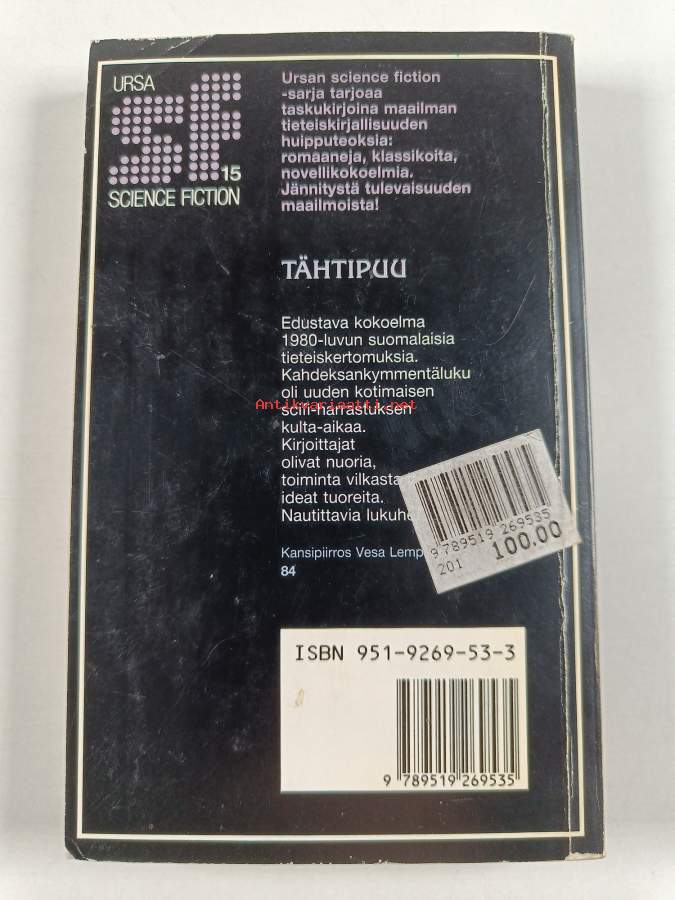 URSA
sf
15
SCIENCE FICTION
Ursan science fiction
-sarja tarjoaa
taskukirjoina maailman
tieteiskirjallisuuden
huipputeoksia:
romaaneja, klassikoita,
novellikokoelmia.
Jännitystä tulevaisuuden
maailmoista!
TÄHTIPUU
Edustava kokoelma
1980-luvun suomalaisia
tieteiskertomuksia.
Kahdeksankymmentäluku
oli uuden kotimaisen
Antikvariaatti.net
scifi-harrastuksen
kulta-aikaa.
Kirjoittajat
olivat nuoria,
toiminta vilkasta
ideat tuoreita.
Nautittavia
Kansipiirros Vesa
84
9 789519 269535
201 100.00
ISBN 951-9269-53-3
9 789519 269535